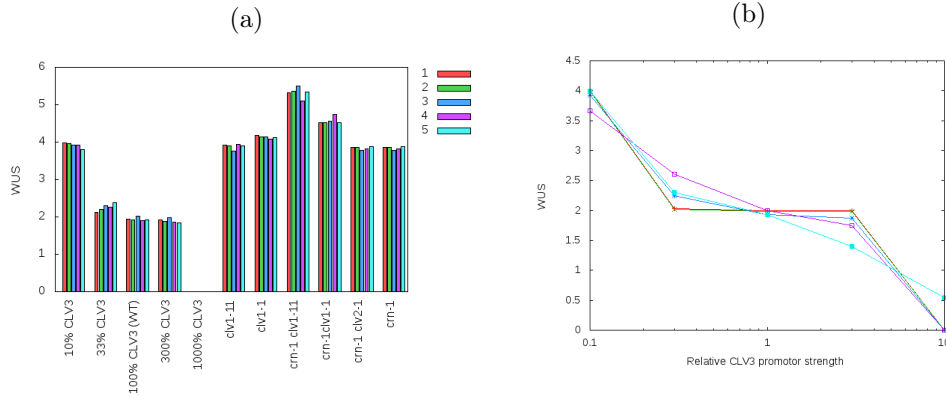 (a)
WUS
6
5
4
3
2
1
0
10% CLV3
33% CLV3
100% CLV3 (WT)
300% CLV3
1000% CLV3
clv1-11
clv1-1
crn-1 clv1-11
crn-1clv1-1
crn-1 clv2-1
crn-1
1
2
3
4
5
(b)
WUS
4.5
4
3.5
3
2.5
2
1.5
1
0.5
0
0.1
1
10
Relative CLV3 promotor strength